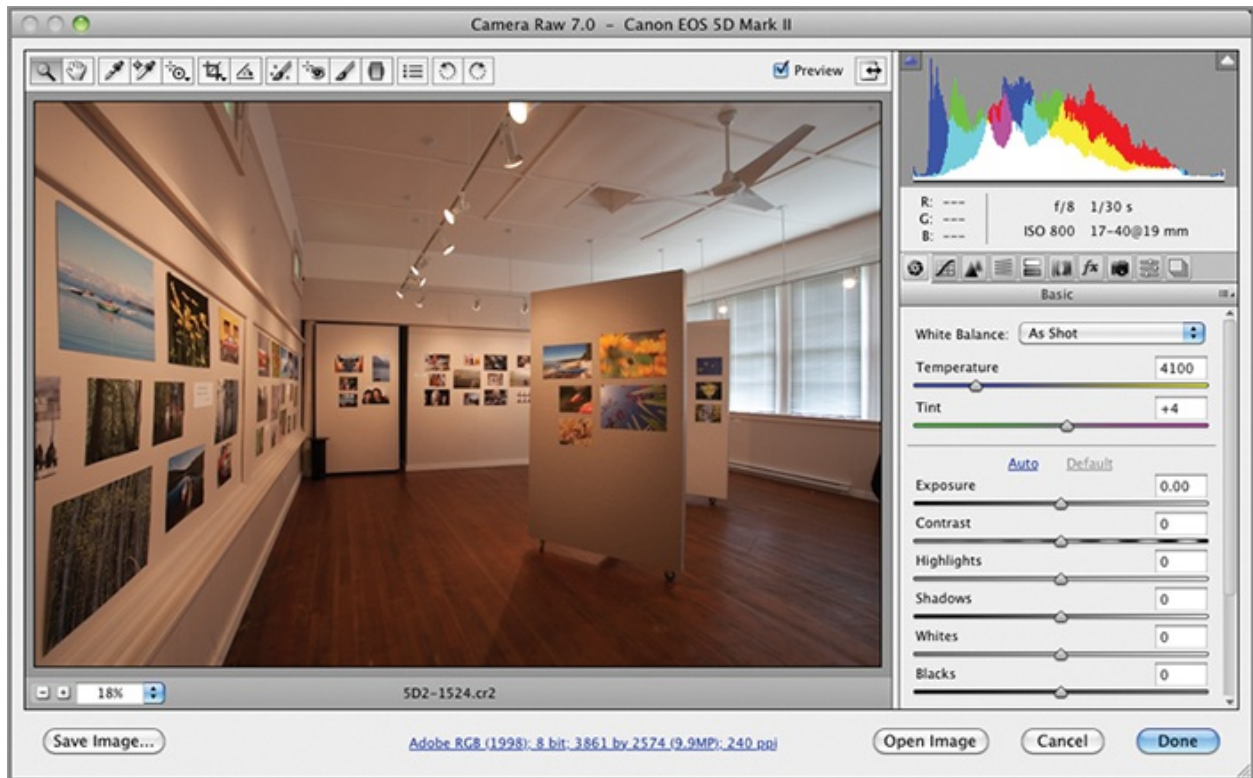 Camera Raw 7.0 – Canon EOS 5D Mark II
Preview
R: ---
G: ---
B: ---
f/8 1/30 s
ISO 800 17-40@19 mm
fx
Basic
White Balance: As Shot
Temperature 4100
Tint +4
Auto Default
Exposure 0.00
Contrast 0
Highlights 0
Shadows 0
Whites 0
Blacks 0
18%
5D2-1524.cr2
Save Image...
Adobe RGB (1998); 8 bit; 3861 by 2574 (9.9MP); 240 ppi
Open Image
Cancel
Done